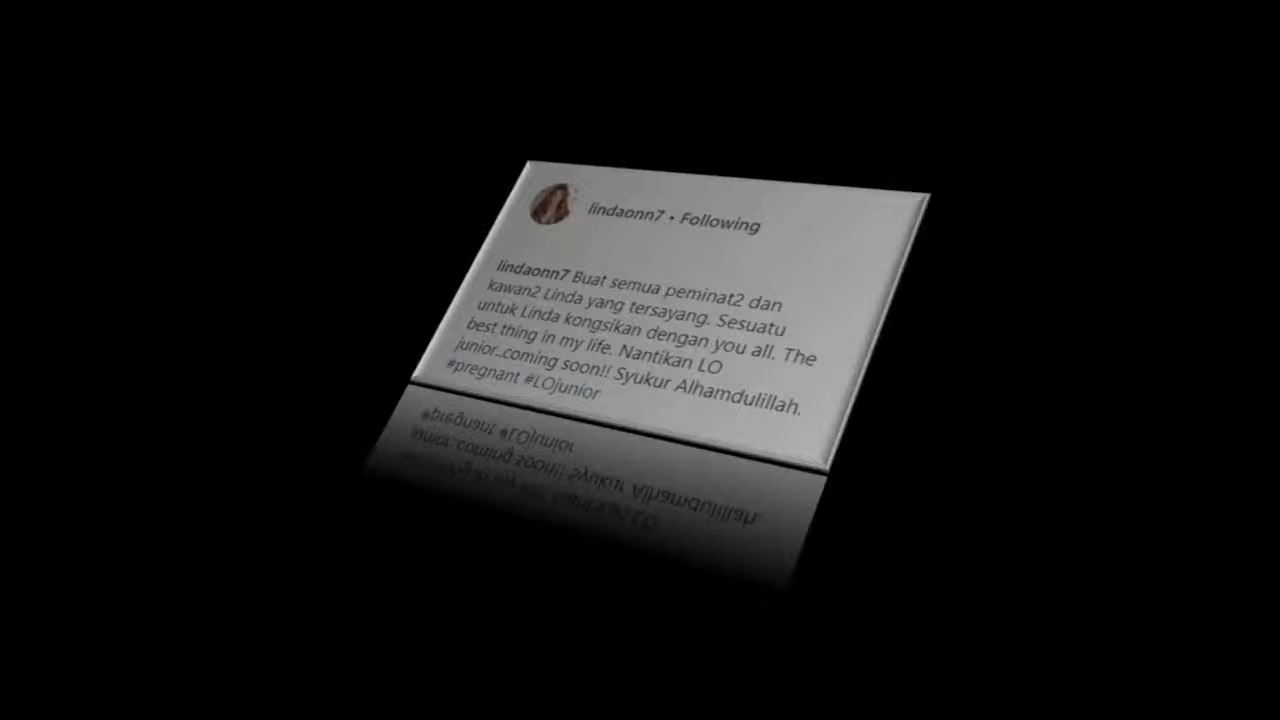 lindaonn7 • Following
lindaonn7 Buat semua peminat2 dan
kawan2 Linda yang tersayang. Sesuatu
untuk Linda kongsikan dengan you all. The
best thing in my life. Nantikan LO
junior..coming soon!! Syukur Alhamdulillah.
#pregnant #LOjunior